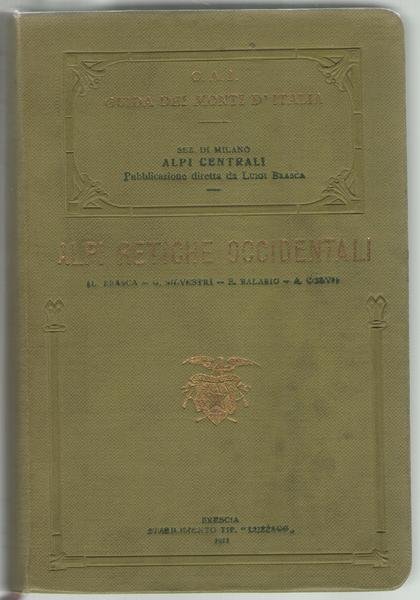 C. A. I.
GUIDA DEI MONTI D'ITALIA
SEZ. DI MILANO
ALPI CENTRALI
Pubblicazione diretta da LUIGI BRASCA
ALPI RETICHE OCCIDENTALI
(L. BRASCA - G. SILVESTRI - R. BALABIO - A. CORTI)
BRESCIA
STABILIMENTO TIP. "LUZZAGO„
1911